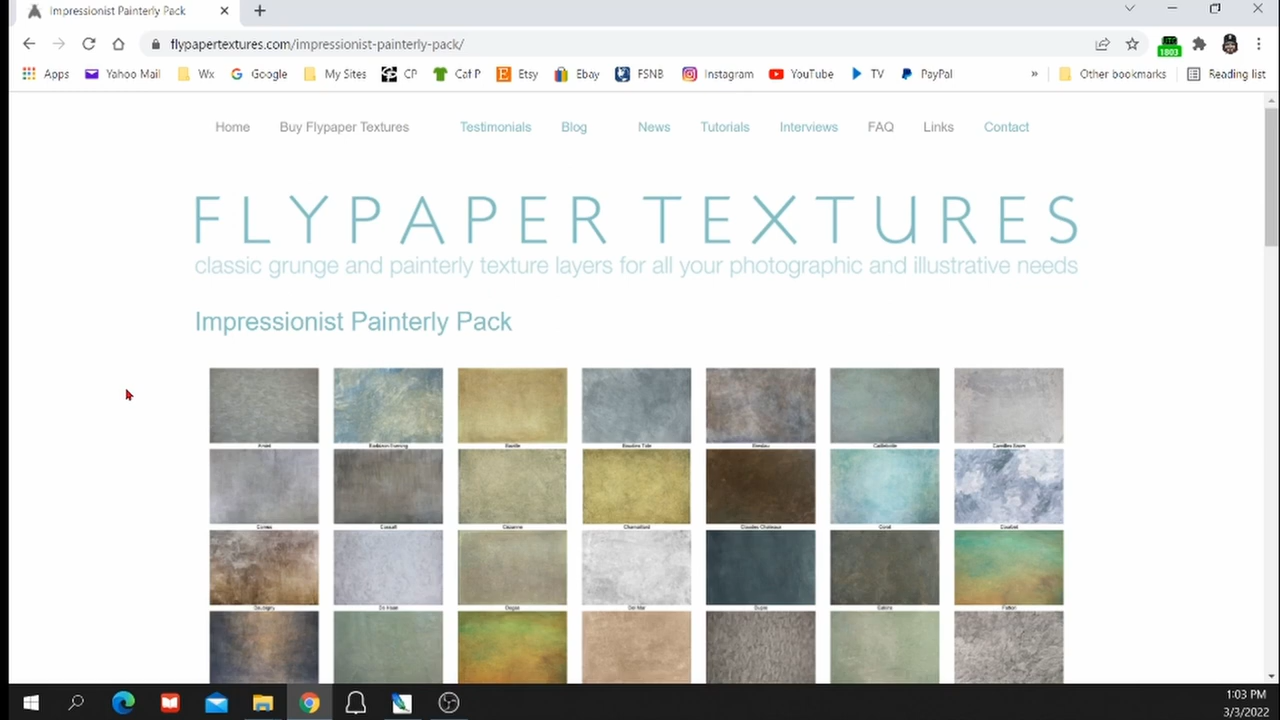 Impressionist Painterly Pack
flypapertextures.com/impressionist-painterly-pack/
1803
Apps Yahoo Mail Wx Google My Sites CP Cat P Etsy Ebay FSNB Instagram YouTube TV PayPal » Other bookmarks Reading list
Home Buy Flypaper Textures Testimonials Blog News Tutorials Interviews FAQ Links Contact
FLYPAPER TEXTURES
classic grunge and painterly texture layers for all your photographic and illustrative needs
Impressionist Painterly Pack
1:03 PM
3/3/2022